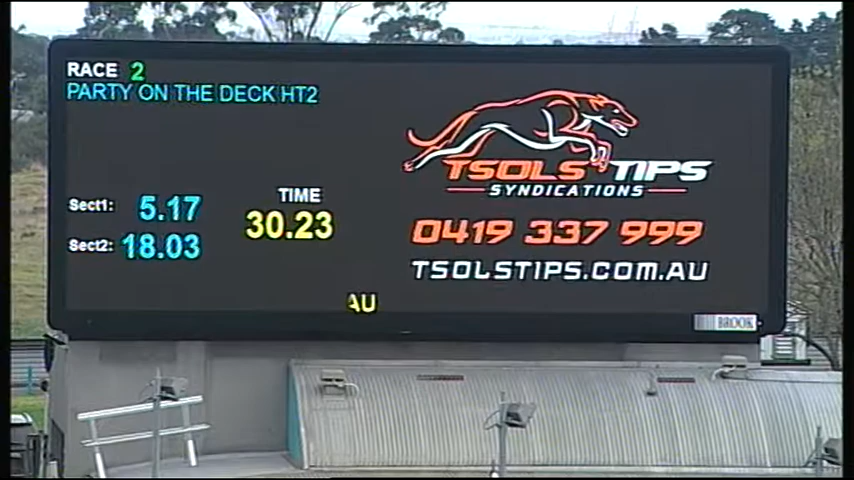 RACE 2
PARTY ON THE DECK HT2
Sect1: 5.17
Sect2: 18.03
TIME
30.23
AU
TSOLS TIPS
SYNDICATIONS
0419 337 999
TSOLSTIPS.COM.AU
BROOK